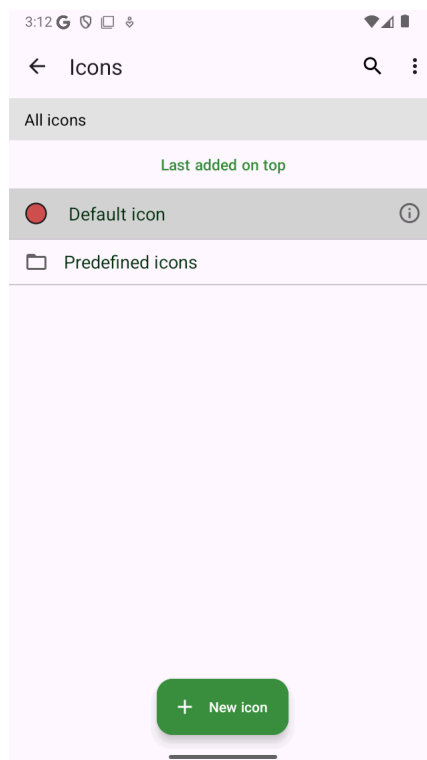 3:12
Icons
All icons
Last added on top
Default icon
Predefined icons
New icon